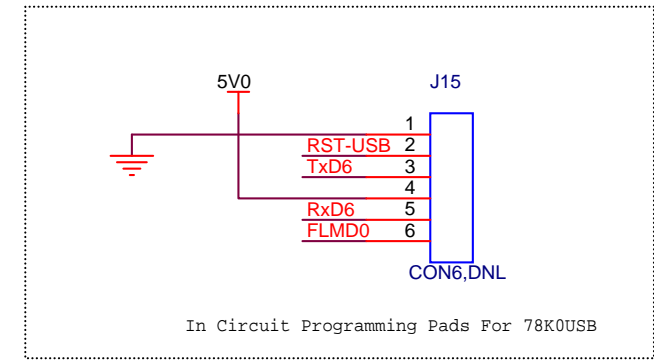 5V0
J15
1
RST-USB 2
TxD6 3
4
RxD6 5
FLMD0 6
CON6,DNL
In Circuit Programming Pads For 78K0USB